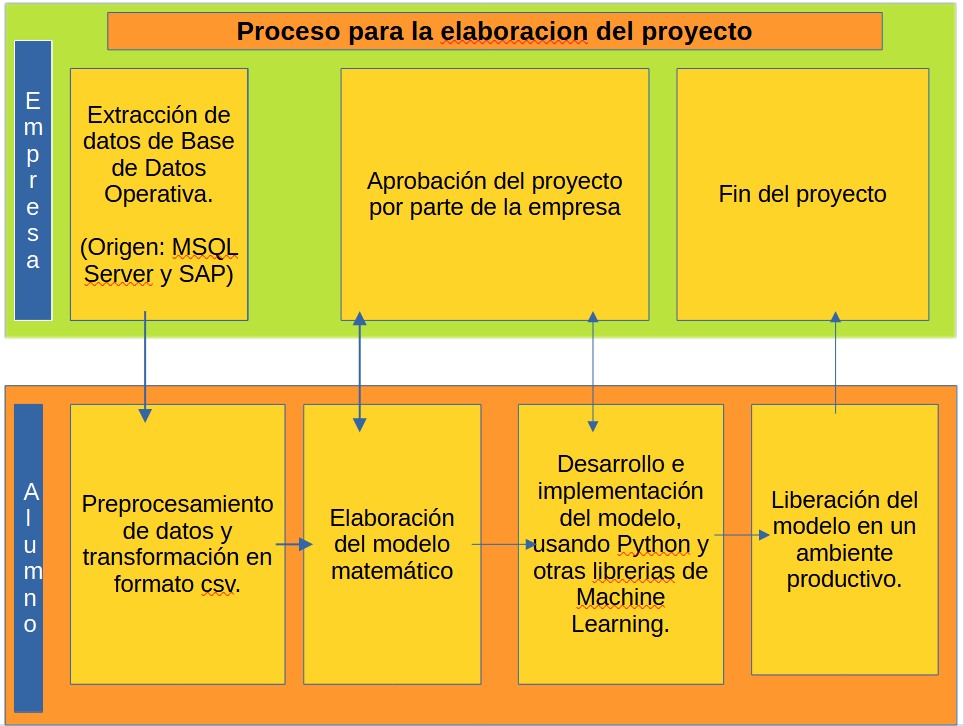 Proceso para la elaboracion del proyecto
Empresa
Extracción de
datos de Base
de Datos
Operativa.
(Origen: MSQL
Server y SAP)
Aprobación del proyecto
por parte de la empresa
Fin del proyecto
Alumno
Preprocesamiento
de datos y
transformación en
formato csv.
Elaboración
del modelo
matemático
Desarrollo e
implementación
del modelo,
usando Python y
otras librerias de
Machine
Learning.
Liberación del
modelo en un
ambiente
productivo.